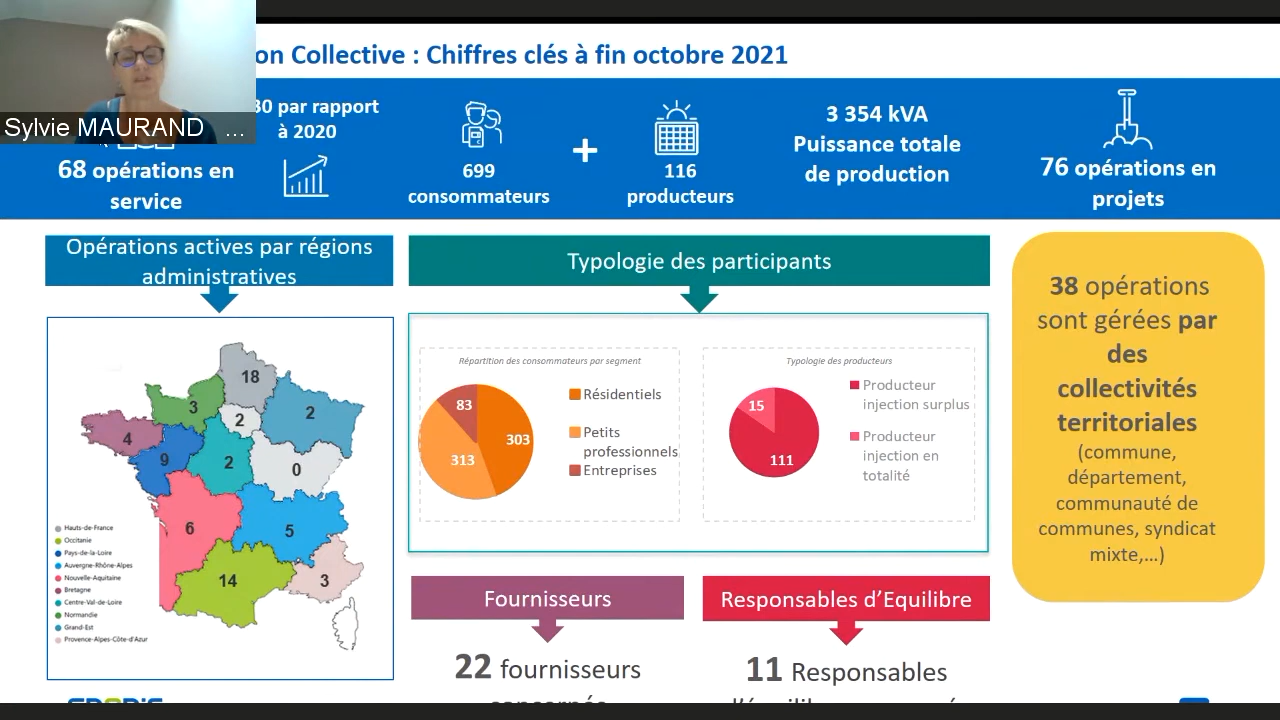 on Collective : Chiffres clés à fin octobre 2021
Sylvie MAURAND ...
30 par rapport
à 2020
68 opérations en
service
699
consommateurs
+
116
producteurs
3 354 kVA
Puissance totale
de production
76 opérations en
projets
Opérations actives par régions
administratives
18
3
2
2
4
9
2
0
6
5
14
3
Hauts-de-France
Occitanie
Pays-de-la-Loire
Auvergne-Rhône-Alpes
Nouvelle-Aquitaine
Bretagne
Centre-Val-de-Loire
Normandie
Grand-Est
Provence-Alpes-Côte-d'Azur
Typologie des participants
Répartition des consommateurs par segment
83
303
313
Résidentiels
Petits
professionnels
Entreprises
Typologie des producteurs
15
111
Producteur
injection surplus
Producteur
injection en
totalité
Fournisseurs
22 fournisseurs
Responsables d’Equilibre
11 Responsables
38 opérations
sont gérées par
des
collectivités
territoriales
(commune,
département,
communauté de
communes, syndicat
mixte,...)